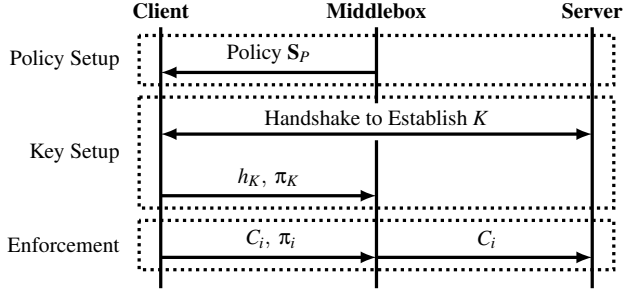 Client Middlebox Server
Policy Setup
Policy S_P
Handshake to Establish K
Key Setup
h_K, π_K
Enforcement
C_i, π_i
C_i